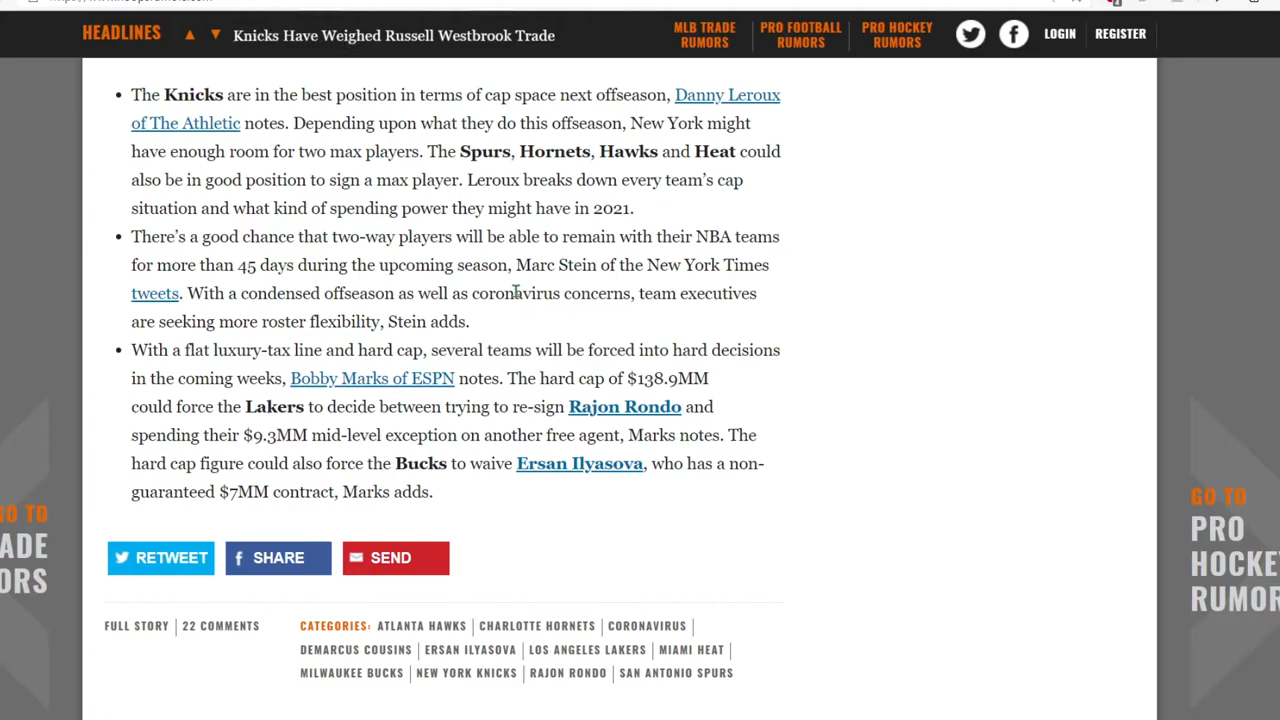 HEADLINES ▲ ▼ Knicks Have Weighed Russell Westbrook Trade
MLB TRADE
RUMORS
PRO FOOTBALL
RUMORS
PRO HOCKEY
RUMORS
LOGIN
REGISTER
• The Knicks are in the best position in terms of cap space next offseason, Danny Leroux
of The Athletic notes. Depending upon what they do this offseason, New York might
have enough room for two max players. The Spurs, Hornets, Hawks and Heat could
also be in good position to sign a max player. Leroux breaks down every team's cap
situation and what kind of spending power they might have in 2021.
• There's a good chance that two-way players will be able to remain with their NBA teams
for more than 45 days during the upcoming season, Marc Stein of the New York Times
tweets. With a condensed offseason as well as coronavirus concerns, team executives
are seeking more roster flexibility, Stein adds.
• With a flat luxury-tax line and hard cap, several teams will be forced into hard decisions
in the coming weeks, Bobby Marks of ESPN notes. The hard cap of $138.9MM
could force the Lakers to decide between trying to re-sign Rajon Rondo and
spending their $9.3MM mid-level exception on another free agent, Marks notes. The
hard cap figure could also force the Bucks to waive Ersan Ilyasova, who has a non-
guaranteed $7MM contract, Marks adds.
RETWEET
SHARE
SEND
FULL STORY | 22 COMMENTS
CATEGORIES: ATLANTA HAWKS | CHARLOTTE HORNETS | CORONAVIRUS |
DEMARCUS COUSINS | ERSAN ILYASOVA | LOS ANGELES LAKERS | MIAMI HEAT |
MILWAUKEE BUCKS | NEW YORK KNICKS | RAJON RONDO | SAN ANTONIO SPURS
GO TO
ADE
ORS
GO TO
PRO
HOCKE
RUMOR